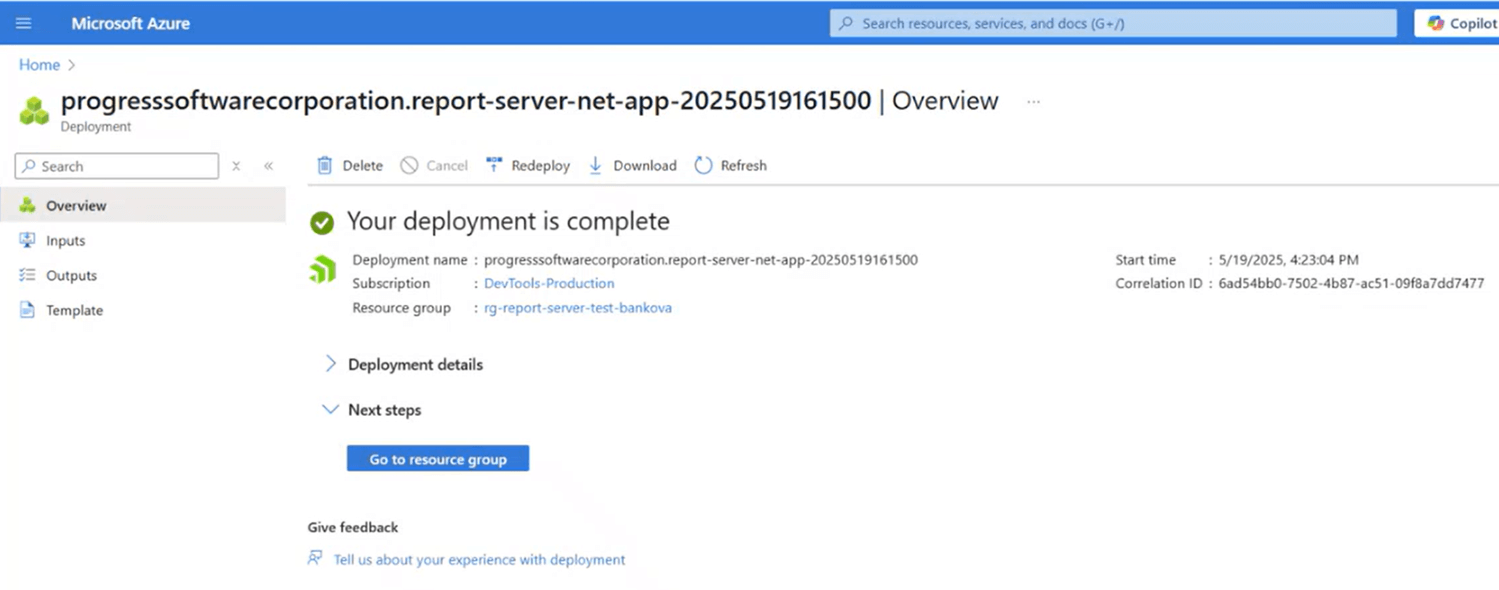 Microsoft Azure
Search resources, services, and docs (G+/)
Copilot
Home >
progresssoftwarecorporation.report-server-net-app-20250519161500 | Overview ...
Deployment
Search
Delete Cancel Redeploy Download Refresh
Overview
Inputs
Outputs
Template
Your deployment is complete
Deployment name : progresssoftwarecorporation.report-server-net-app-20250519161500
Subscription : DevTools-Production
Resource group : rg-report-server-test-bankova
Start time : 5/19/2025, 4:23:04 PM
Correlation ID : 6ad54bb0-7502-4b87-ac51-09f8a7dd7477
Deployment details
Next steps
Go to resource group
Give feedback
Tell us about your experience with deployment